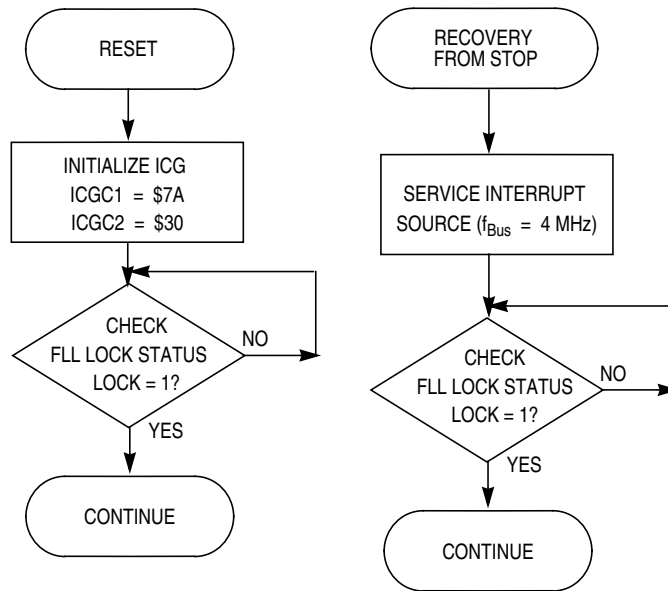 RESET
INITIALIZE ICG
ICGC1 = $7A
ICGC2 = $30
CHECK
FLL LOCK STATUS
LOCK = 1?
NO
YES
CONTINUE
RECOVERY
FROM STOP
SERVICE INTERRUPT
SOURCE (fBus = 4 MHz)
CHECK
FLL LOCK STATUS
LOCK = 1?
NO
YES
CONTINUE